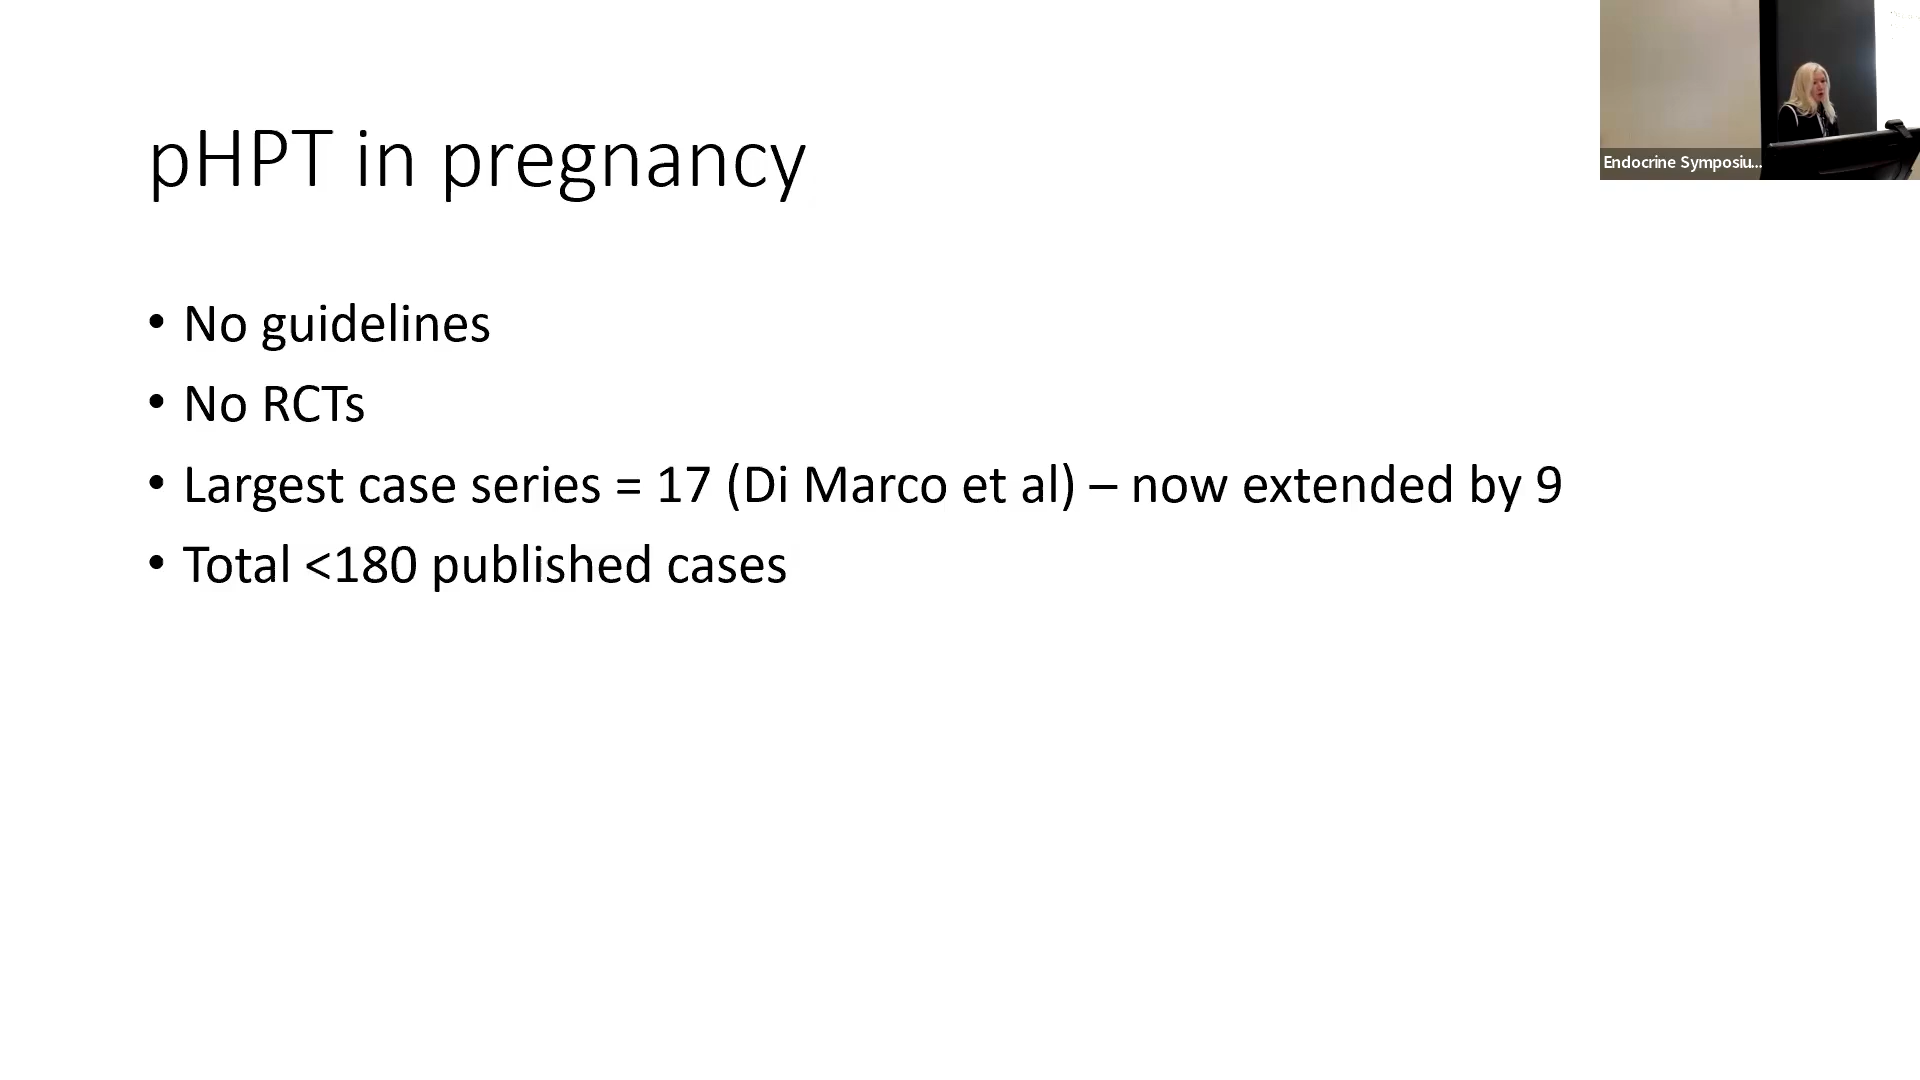 pHPT in pregnancy
• No guidelines
• No RCTs
• Largest case series = 17 (Di Marco et al) – now extended by 9
• Total <180 published cases
Endocrine Symposiu...